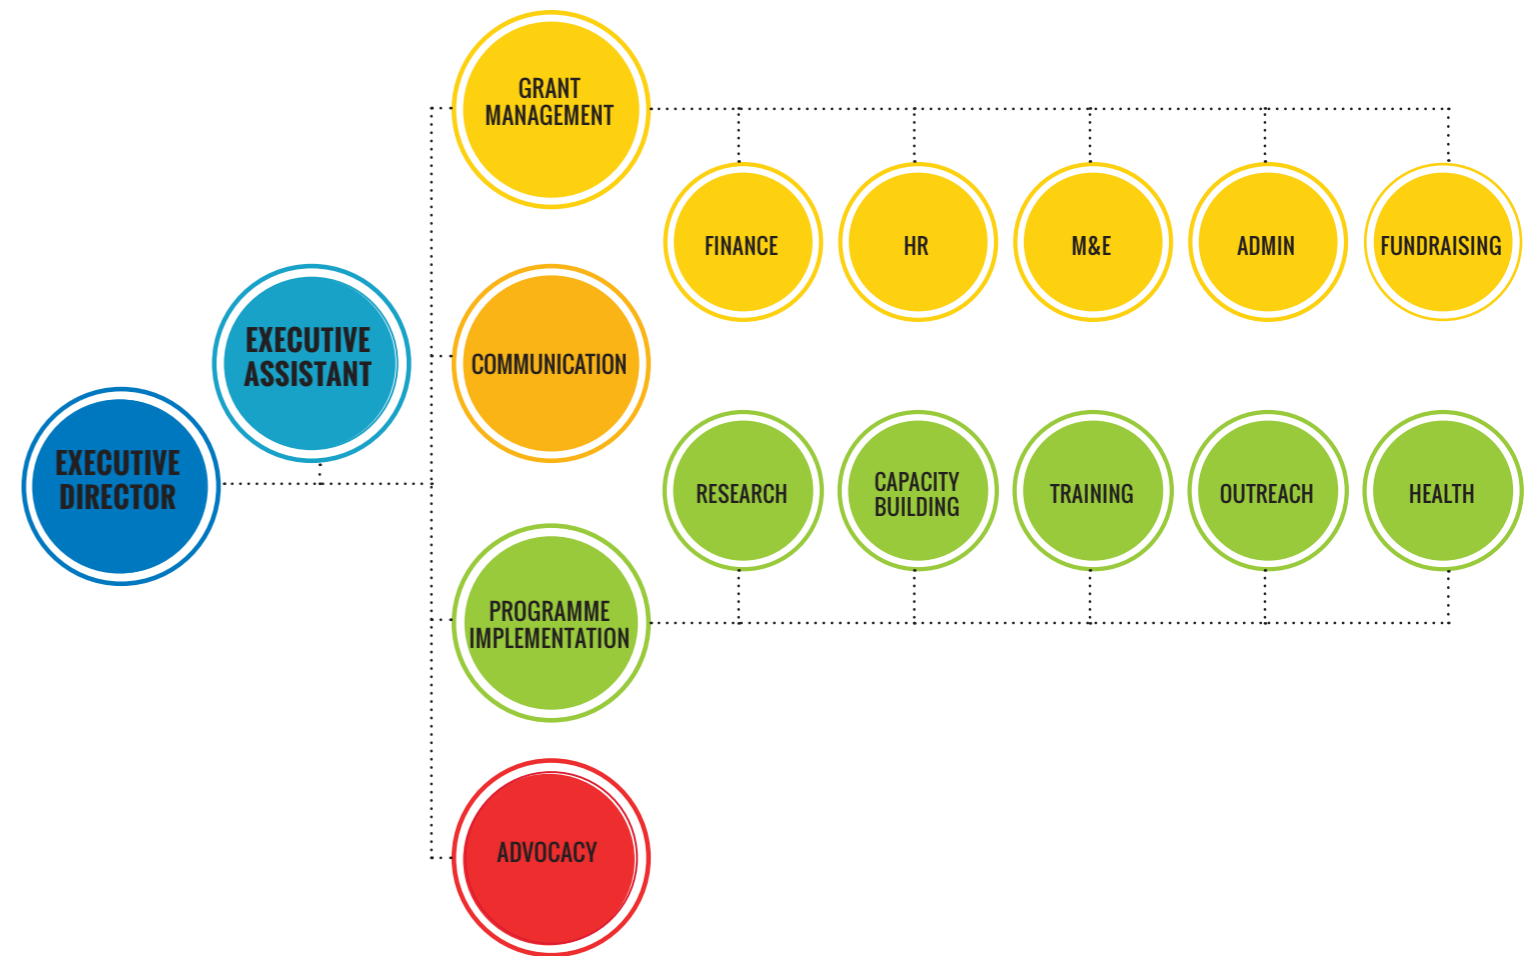 GRANT
MANAGEMENT
FINANCE
HR
M&E
ADMIN
FUNDRAISING
EXECUTIVE
ASSISTANT
COMMUNICATION
EXECUTIVE
DIRECTOR
RESEARCH
CAPACITY
BUILDING
TRAINING
OUTREACH
HEALTH
PROGRAMME
IMPLEMENTATION
ADVOCACY